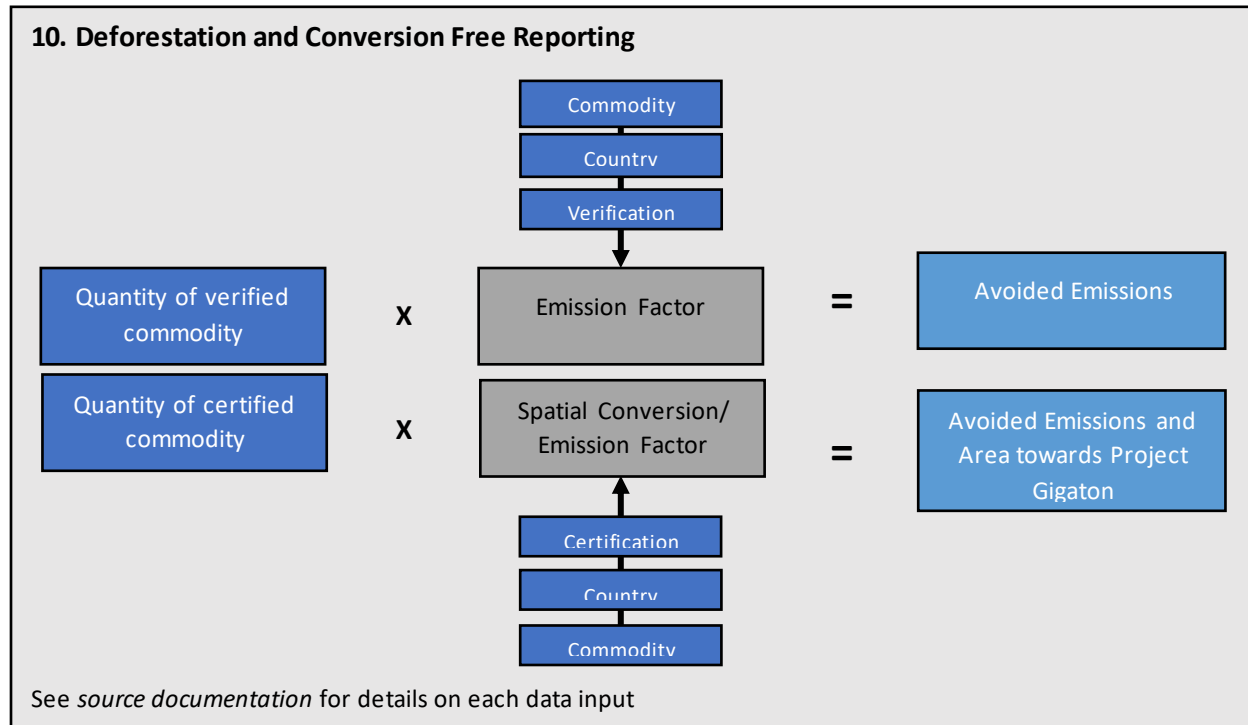 10. Deforestation and Conversion Free Reporting
Commodity
Country
Verification
Quantity of verified
commodity
x
Emission Factor
=
Avoided Emissions
Quantity of certified
commodity
x
Spatial Conversion/
Emission Factor
=
Avoided Emissions and
Area towards Project
Gigaton
Certification
Country
Commodity
See source documentation for details on each data input